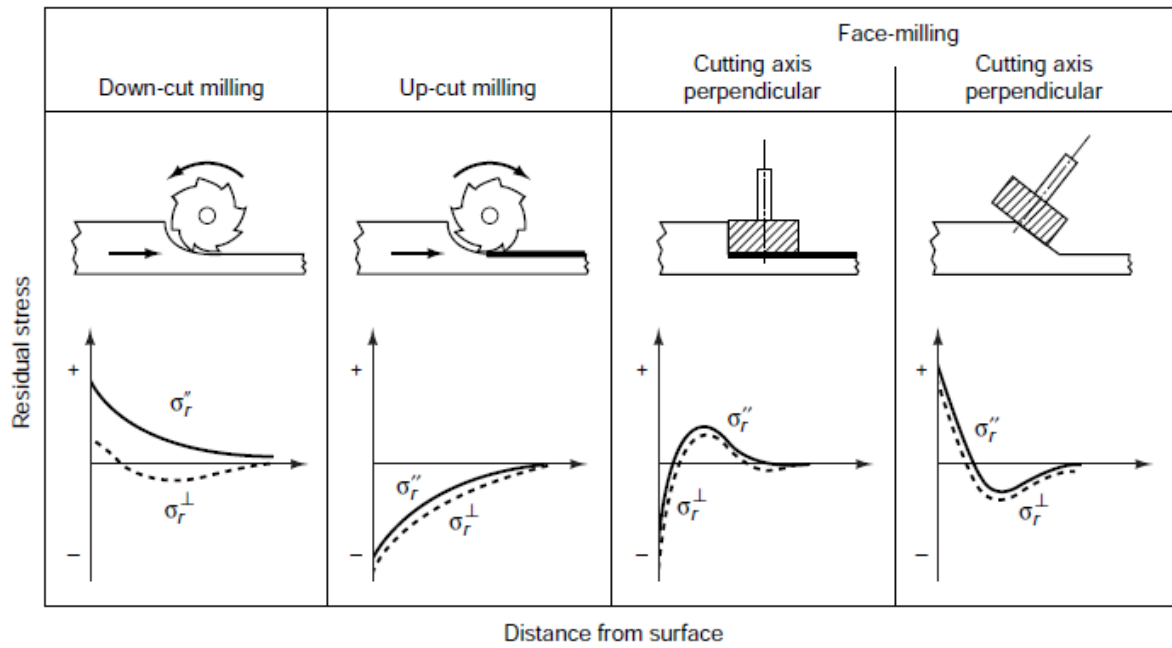 Face-milling
Down-cut milling
Up-cut milling
Cutting axis
perpendicular
Cutting axis
perpendicular
Residual stress
+
σr″
σr⊥
–
+
σr″
σr⊥
–
+
σr″
σr⊥
–
+
σr″
σr⊥
–
Distance from surface